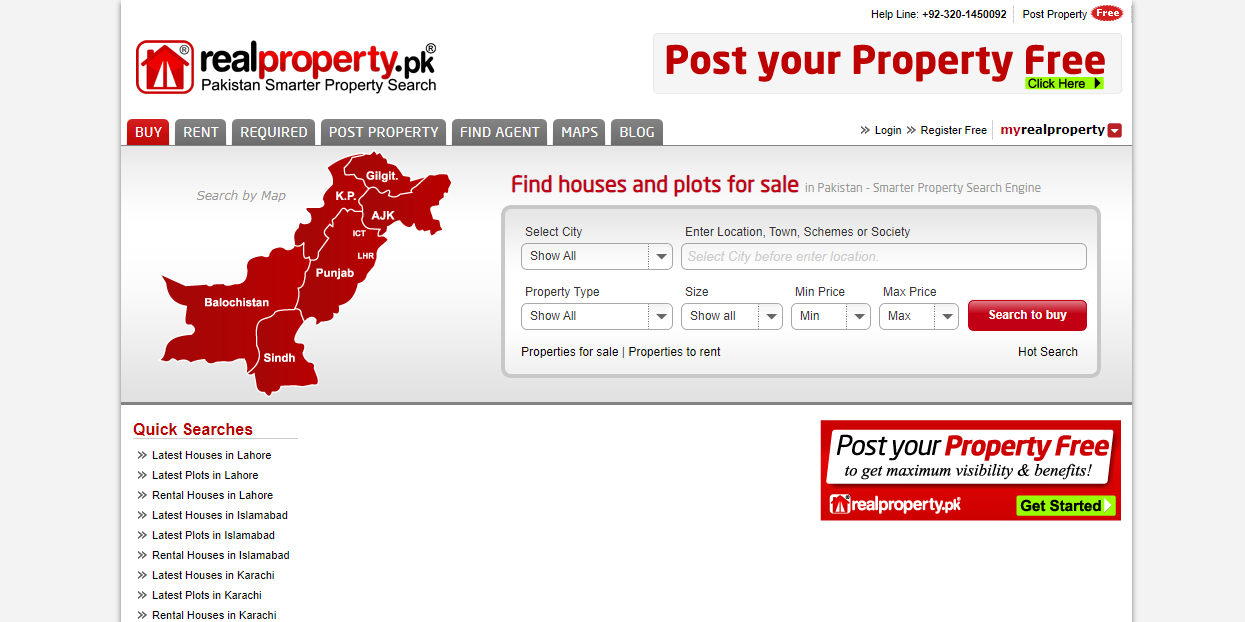 Help Line: +92-320-1450092 Post Property Free
realproperty.pk®
Pakistan Smarter Property Search
Post your Property Free
Click Here
BUY RENT REQUIRED POST PROPERTY FIND AGENT MAPS BLOG
Login Register Free myrealproperty
Search by Map
Gilgit.
K.P.
AJK
ICT
LHR
Punjab
Balochistan
Sindh
Find houses and plots for sale in Pakistan - Smarter Property Search Engine
Select City Enter Location, Town, Schemes or Society
Show All Select City before enter location.
Property Type Size Min Price Max Price
Show All Show all Min Max Search to buy
Properties for sale | Properties to rent Hot Search
Quick Searches
Latest Houses in Lahore
Latest Plots in Lahore
Rental Houses in Lahore
Latest Houses in Islamabad
Latest Plots in Islamabad
Rental Houses in Islamabad
Latest Houses in Karachi
Latest Plots in Karachi
Rental Houses in Karachi
Post your Property Free
to get maximum visibility & benefits!
realproperty.pk Get Started